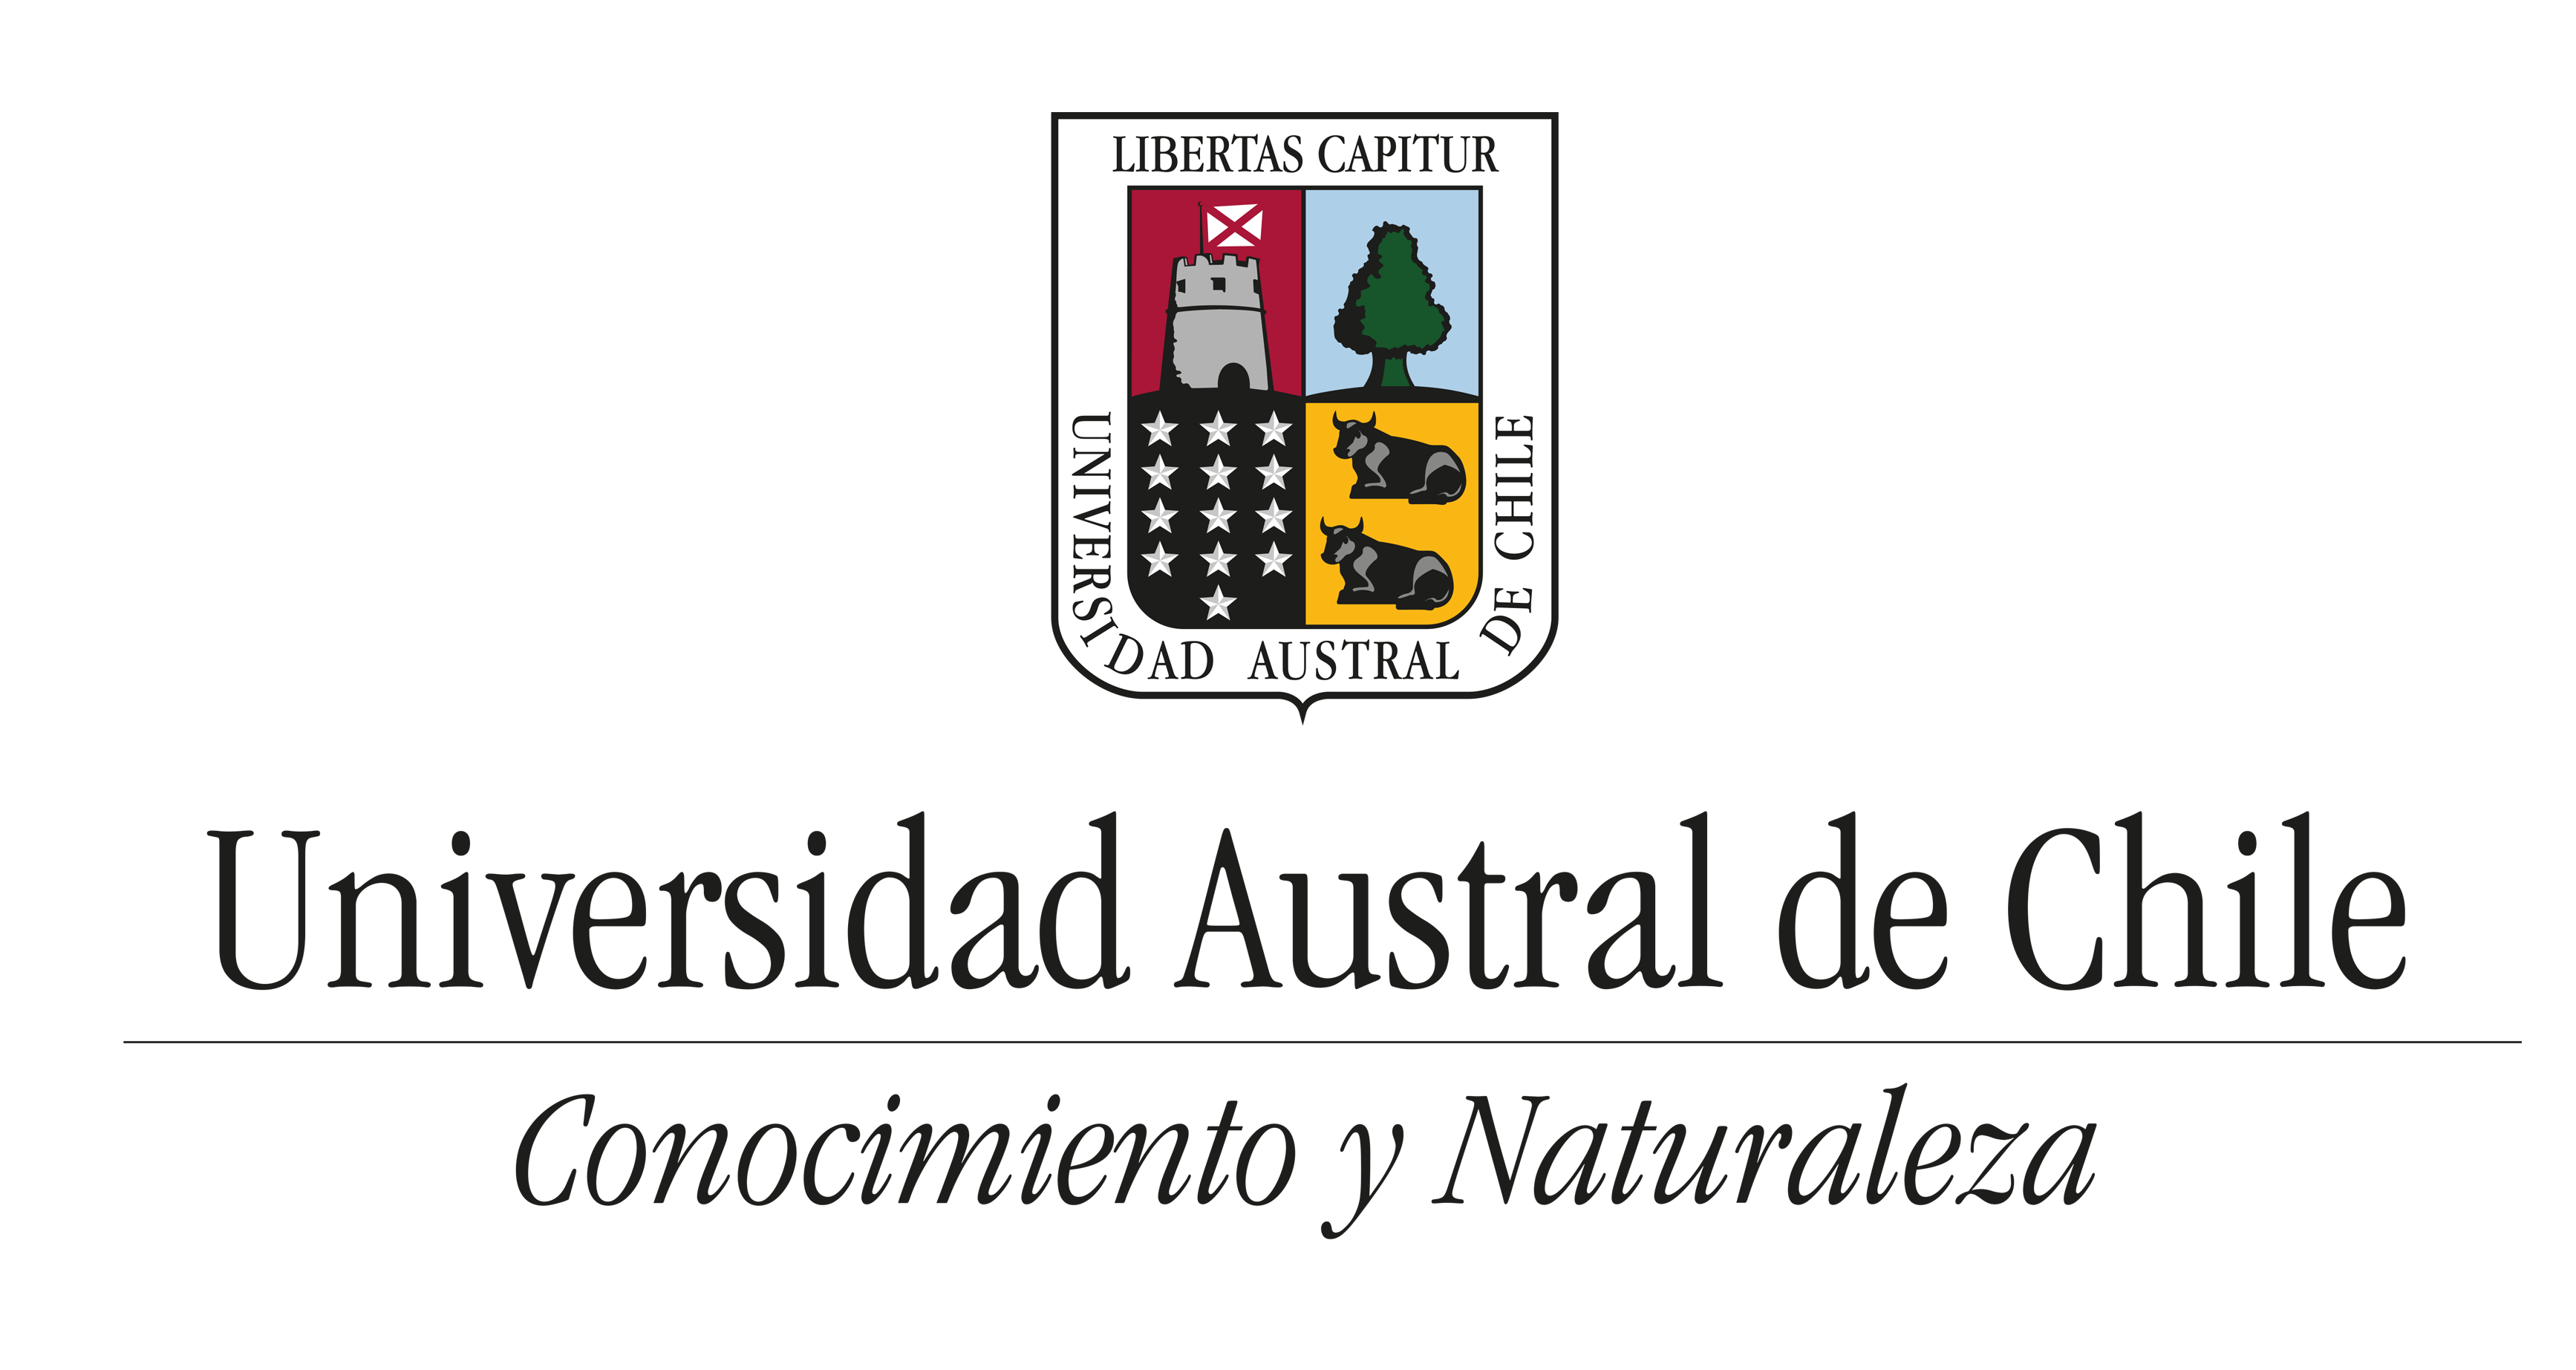 LIBERTAS CAPITUR
UNIVERSIDAD AUSTRAL DE CHILE
Universidad Austral de Chile
Conocimiento y Naturaleza